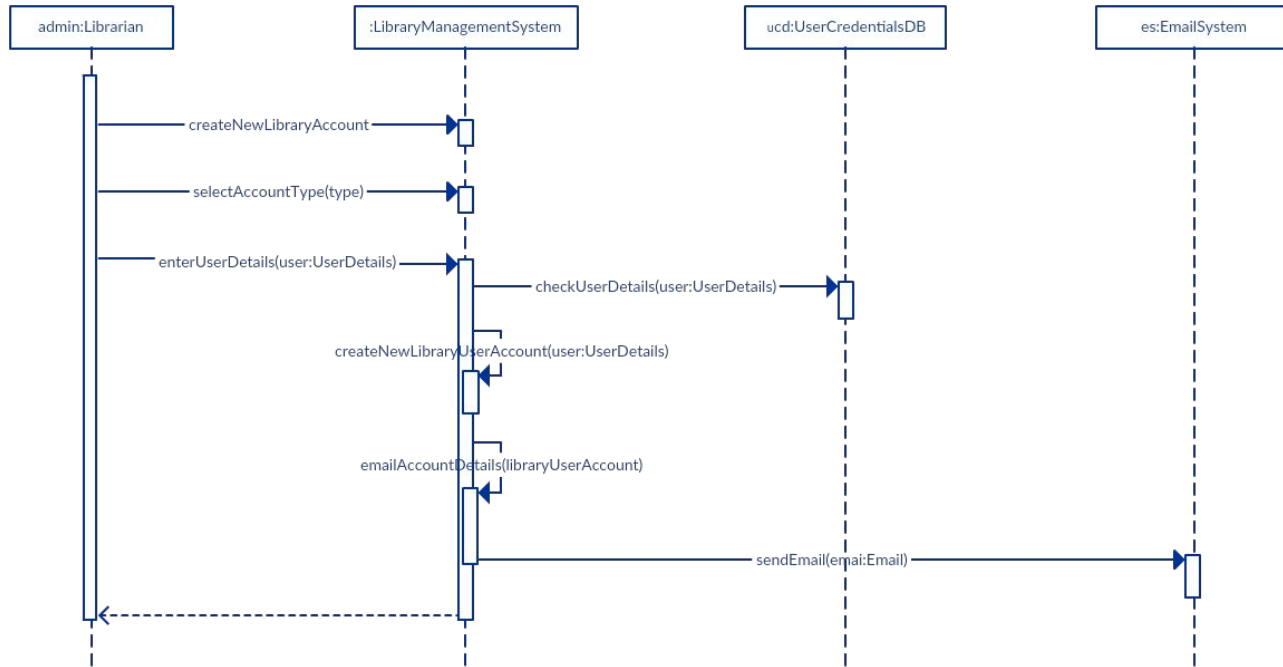 admin:Librarian
:LibraryManagementSystem
ucd:UserCredentialsDB
es:EmailSystem
createNewLibraryAccount
selectAccountType(type)
enterUserDetails(user:UserDetails)
checkUserDetails(user:UserDetails)
createNewLibraryUserAccount(user:UserDetails)
emailAccountDetails(libraryUserAccount)
sendEmail(emai:Email)